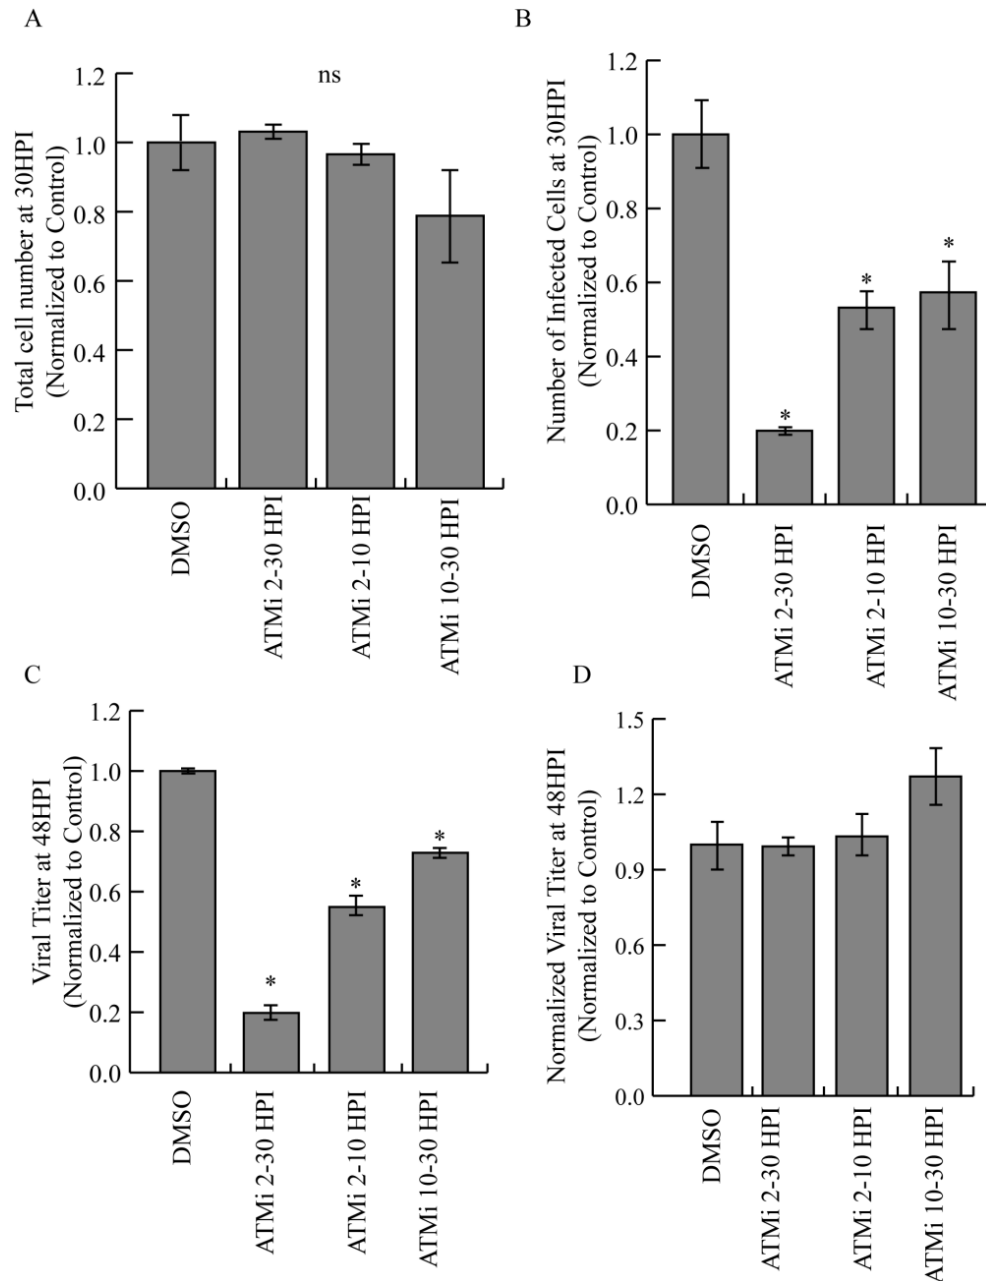 A
Total cell number at 30HPI
(Normalized to Control)
1.2
1.0
0.8
0.6
0.4
0.2
0.0
ns
DMSO
ATMi 2-30 HPI
ATMi 2-10 HPI
ATMi 10-30 HPI
B
Number of Infected Cells at 30HPI
(Normalized to Control)
1.2
1.0
0.8
0.6
0.4
0.2
0.0
*
*
*
DMSO
ATMi 2-30 HPI
ATMi 2-10 HPI
ATMi 10-30 HPI
C
Viral Titer at 48HPI
(Normalized to Control)
1.2
1.0
0.8
0.6
0.4
0.2
0.0
*
*
*
DMSO
ATMi 2-30 HPI
ATMi 2-10 HPI
ATMi 10-30 HPI
D
Normalized Viral Titer at 48HPI
(Normalized to Control)
1.5
1.2
0.9
0.6
0.3
0.0
DMSO
ATMi 2-30 HPI
ATMi 2-10 HPI
ATMi 10-30 HPI